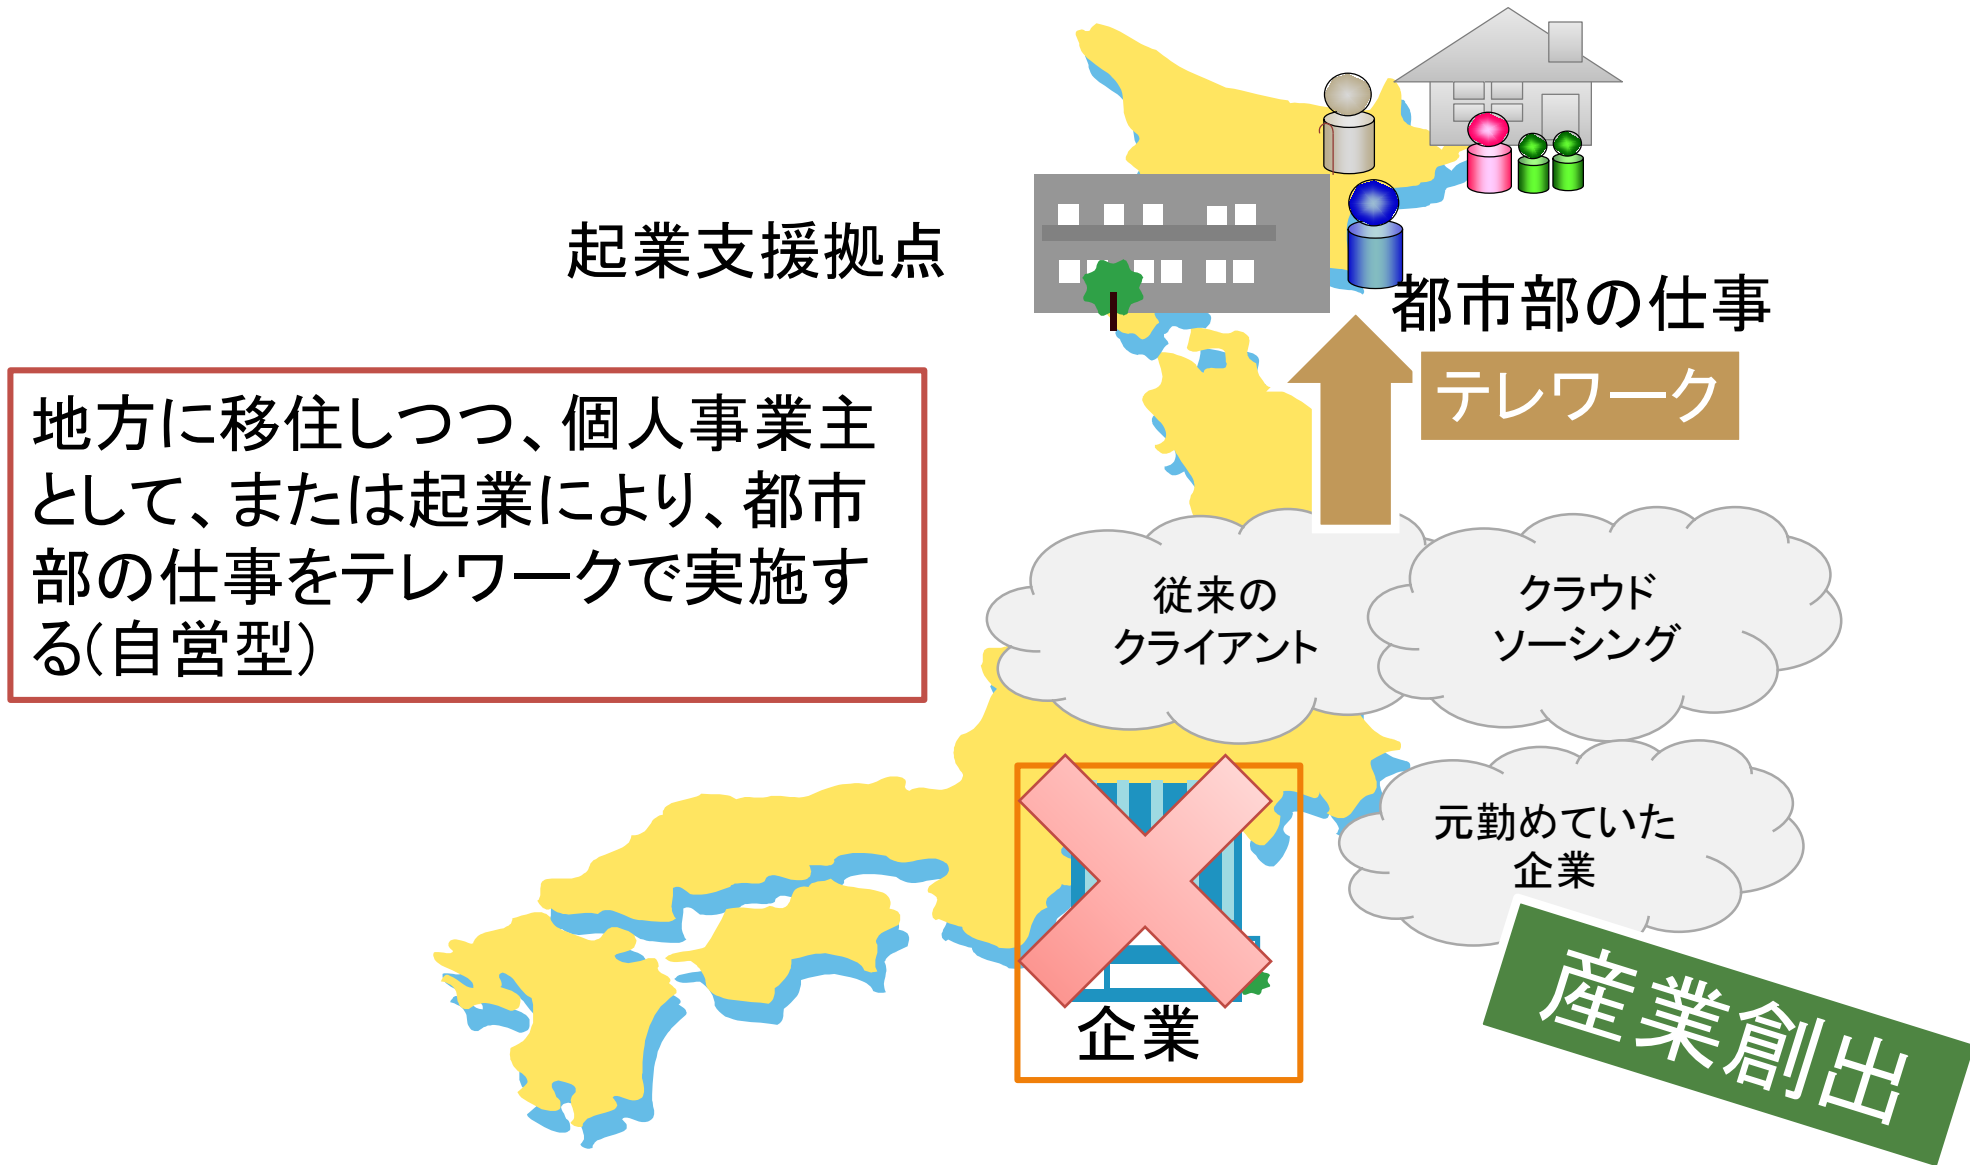 起業支援拠点
都市部の仕事
テレワーク
地方に移住しつつ、個人事業主
として、または起業により、都市
部の仕事をテレワークで実施す
る(自営型)
従来の
クライアント
クラウド
ソーシング
元勤めていた
企業
企業
産業創出